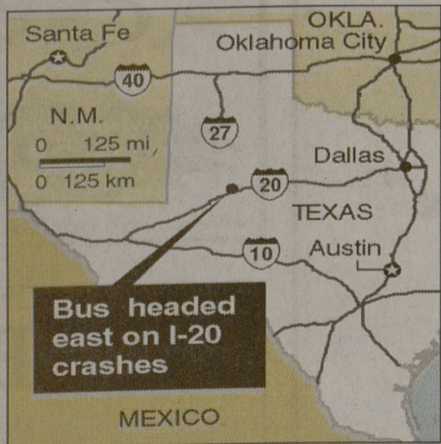 OKLA.
Santa Fe
Oklahoma City
40
N.M.
27
0 125 mi,
0 125 km
Dallas
20
TEXAS
10
Austin
Bus headed
east on I-20
crashes
MEXICO